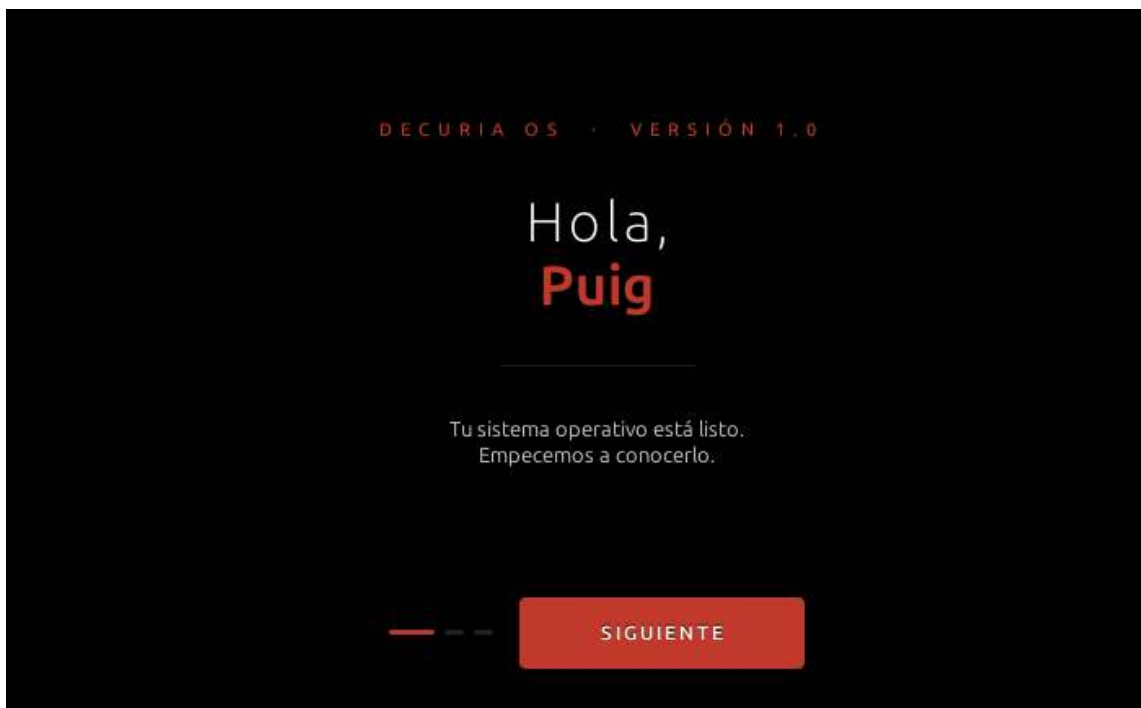 DECURIA OS · VERSIÓN 1.0
Hola,
Puig
Tu sistema operativo está listo.
Empecemos a conocerlo.
SIGUIENTE